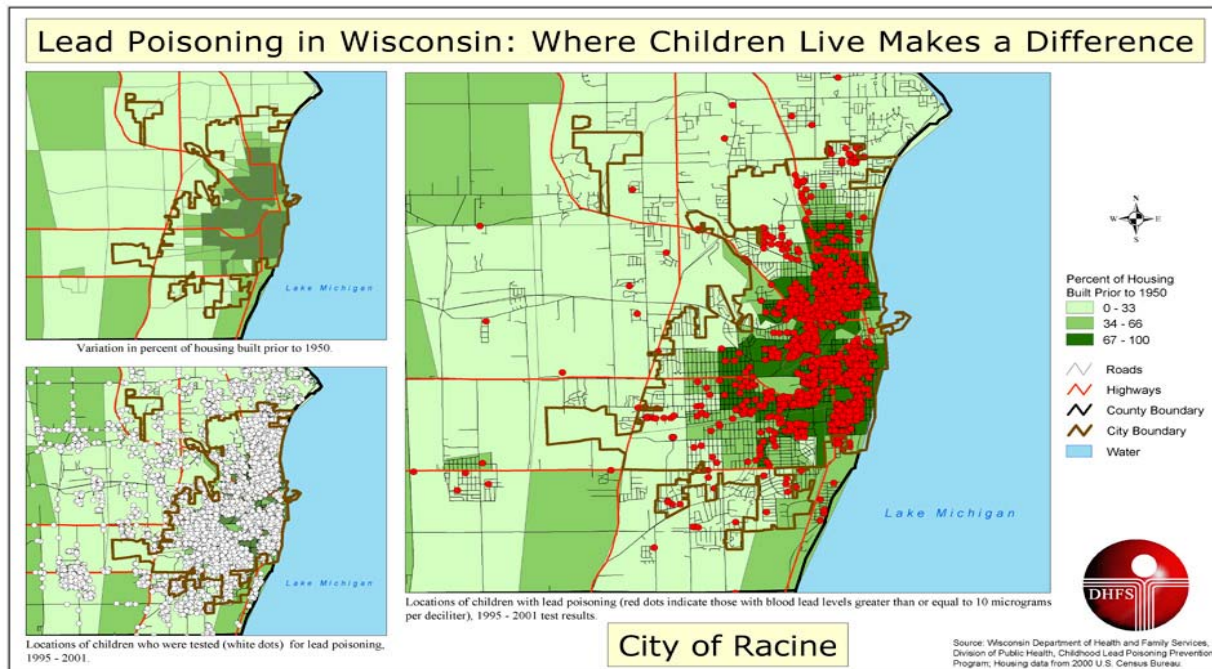 Lead Poisoning in Wisconsin: Where Children Live Makes a Difference
Lake Michigan
Variation in percent of housing built prior to 1950.
Lake Michigan
Locations of children who were tested (white dots) for lead poisoning,
1995 - 2001.
Lake Michigan
Locations of children with lead poisoning (red dots indicate those with blood lead levels greater than or equal to 10 micrograms
per deciliter), 1995 - 2001 test results.
City of Racine
N
W E
S
Percent of Housing
Built Prior to 1950
0 - 33
34 - 66
67 - 100
Roads
Highways
County Boundary
City Boundary
Water
DHFS
Source: Wisconsin Department of Health and Family Services,
Division of Public Health, Childhood Lead Poisoning Prevention
Program; Housing data from 2000 U.S. Census Bureau.